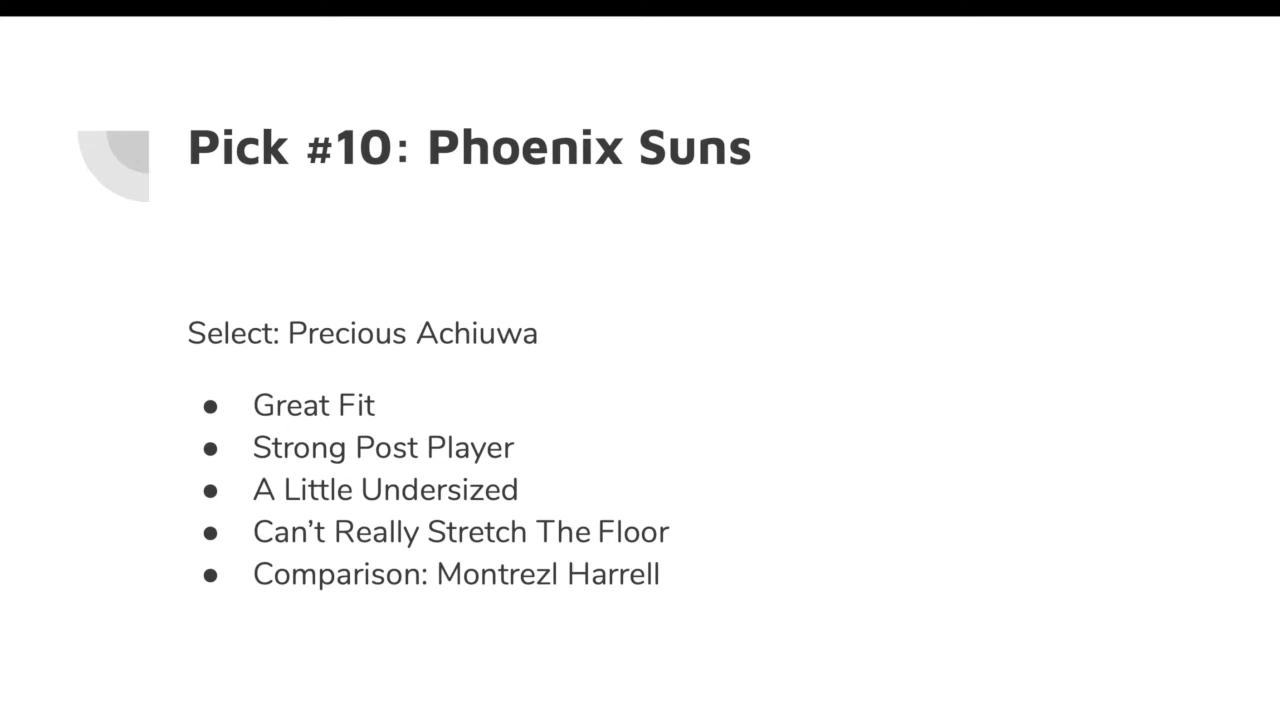 Pick #10: Phoenix Suns
Select: Precious Achiuwa
● Great Fit
● Strong Post Player
● A Little Undersized
● Can’t Really Stretch The Floor
● Comparison: Montrezl Harrell